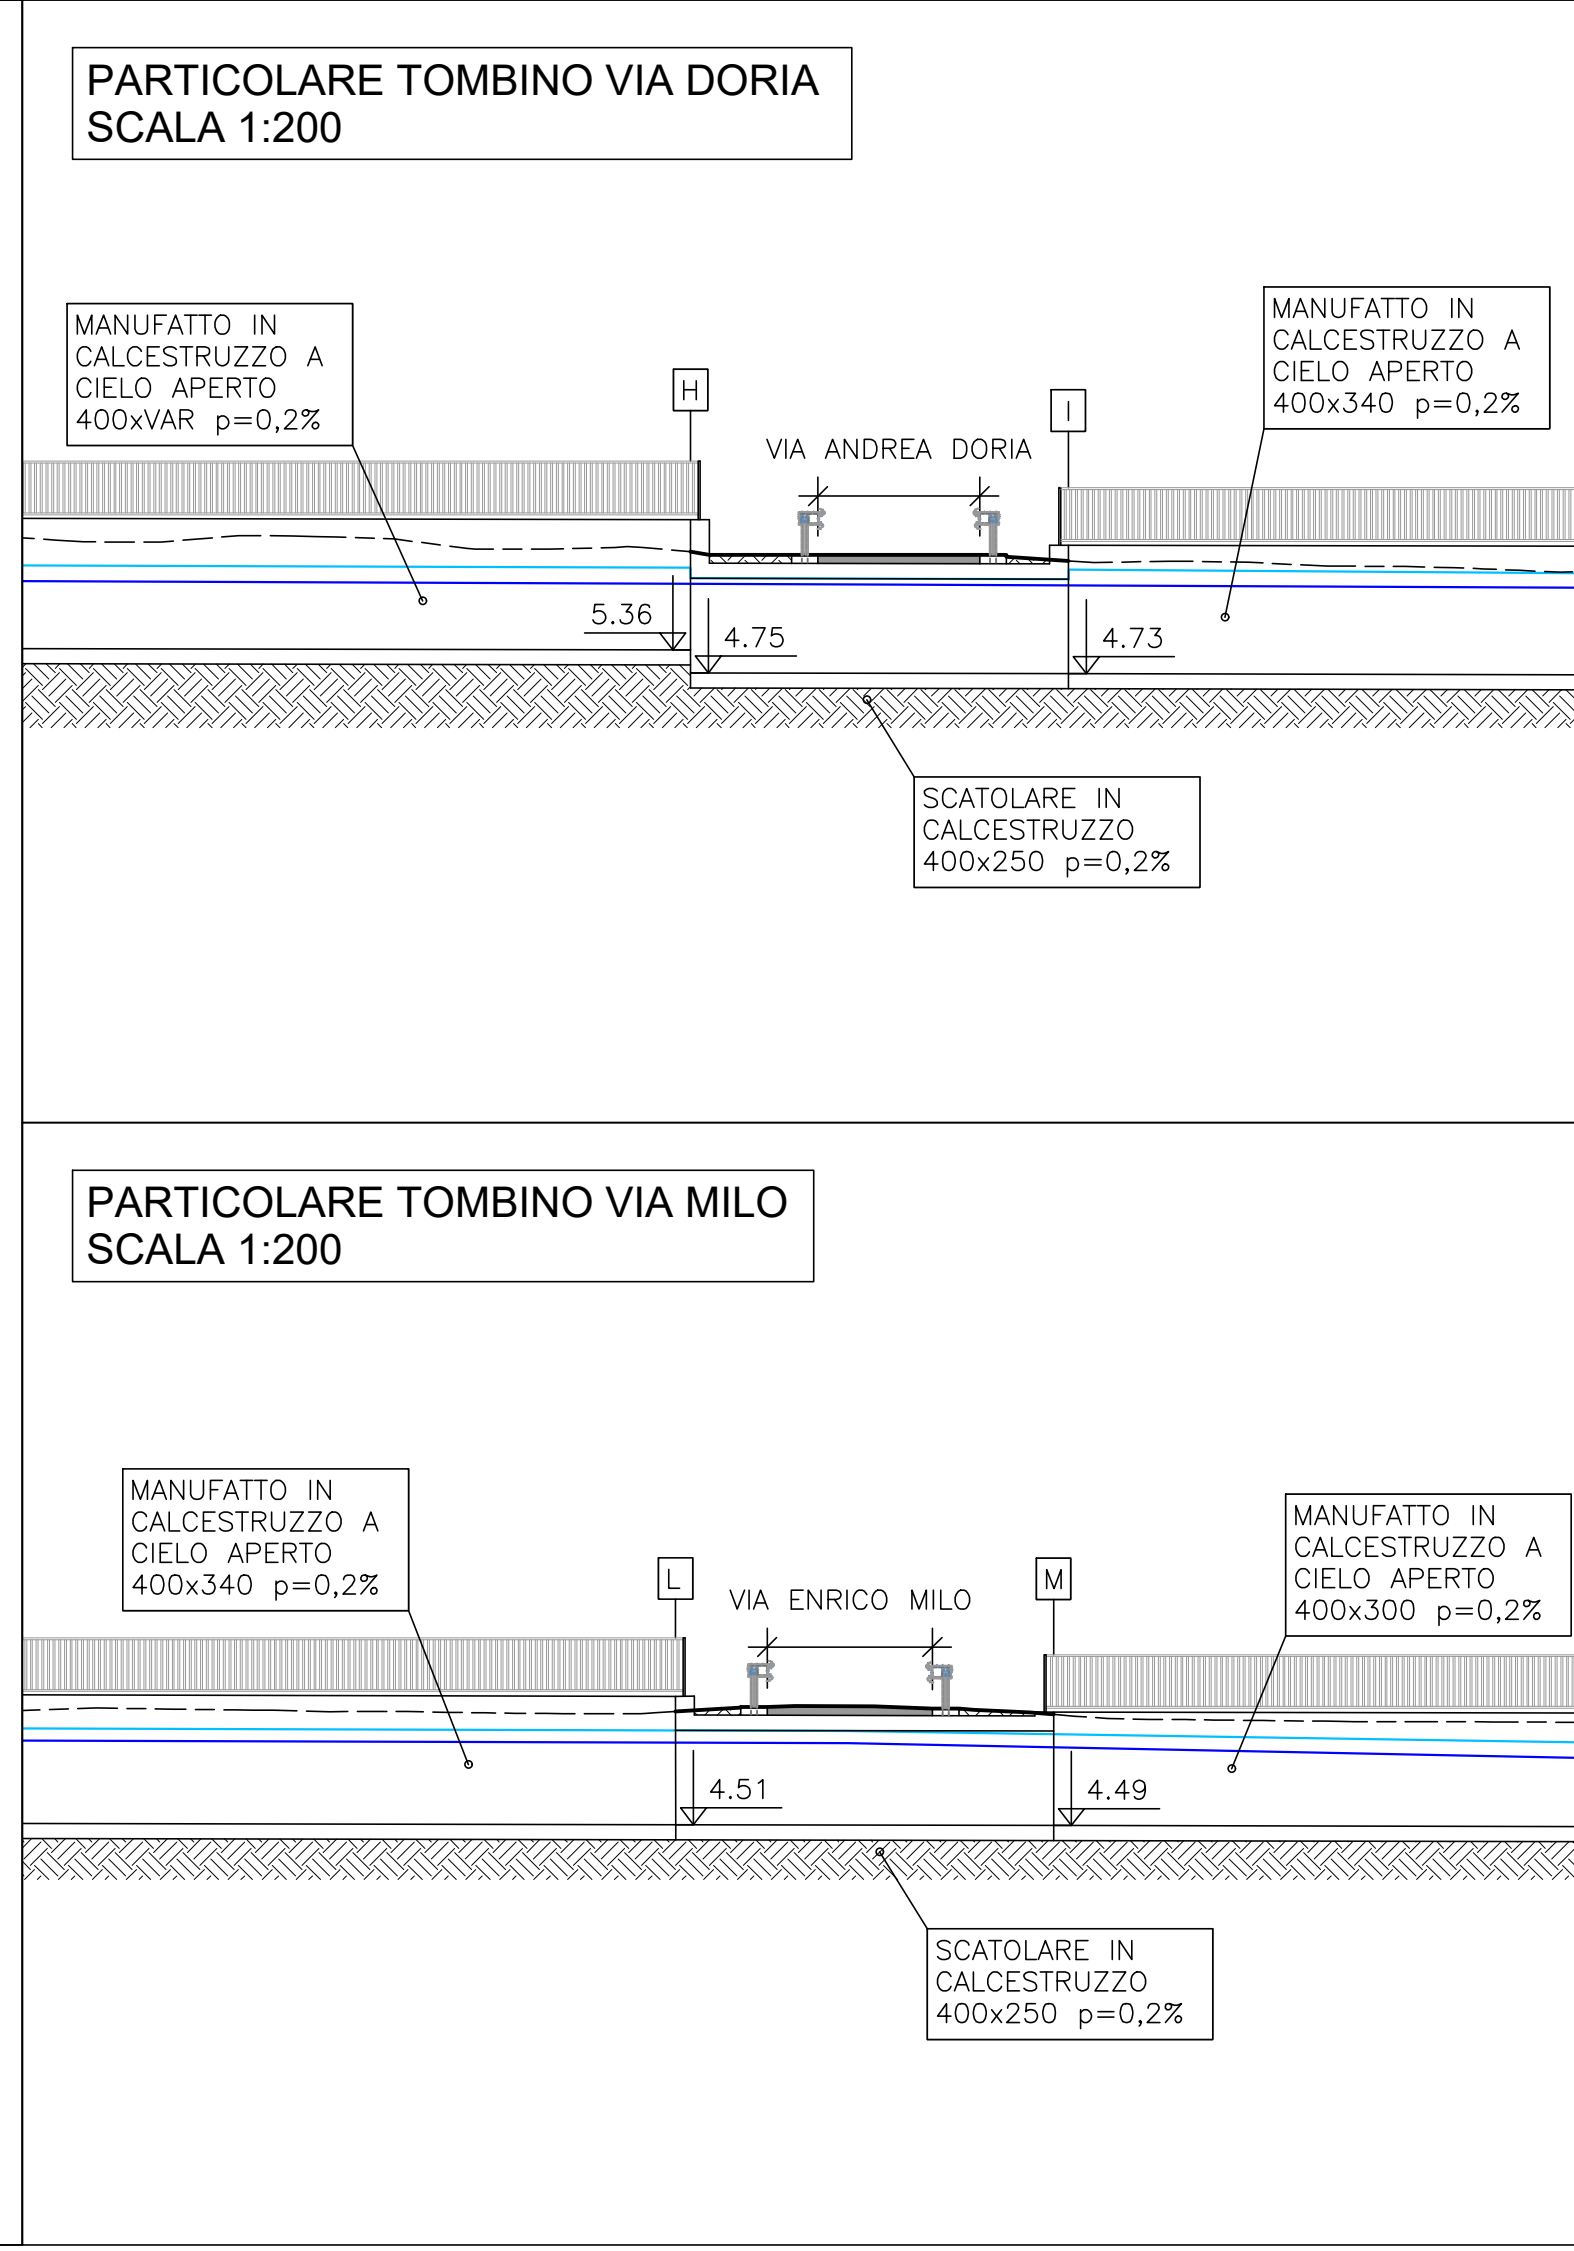 PARTICOLARE TOMBINO VIA DORIA
SCALA 1:200
MANUFATTO IN
CALCESTRUZZO A
CIELO APERTO
400xVAR p=0,2%
H
VIA ANDREA DORIA
I
MANUFATTO IN
CALCESTRUZZO A
CIELO APERTO
400x340 p=0,2%
5.36
4.75
4.73
SCATOLARE IN
CALCESTRUZZO
400x250 p=0,2%
PARTICOLARE TOMBINO VIA MILO
SCALA 1:200
MANUFATTO IN
CALCESTRUZZO A
CIELO APERTO
400x340 p=0,2%
L
VIA ENRICO MILO
M
MANUFATTO IN
CALCESTRUZZO A
CIELO APERTO
400x300 p=0,2%
4.51
4.49
SCATOLARE IN
CALCESTRUZZO
400x250 p=0,2%